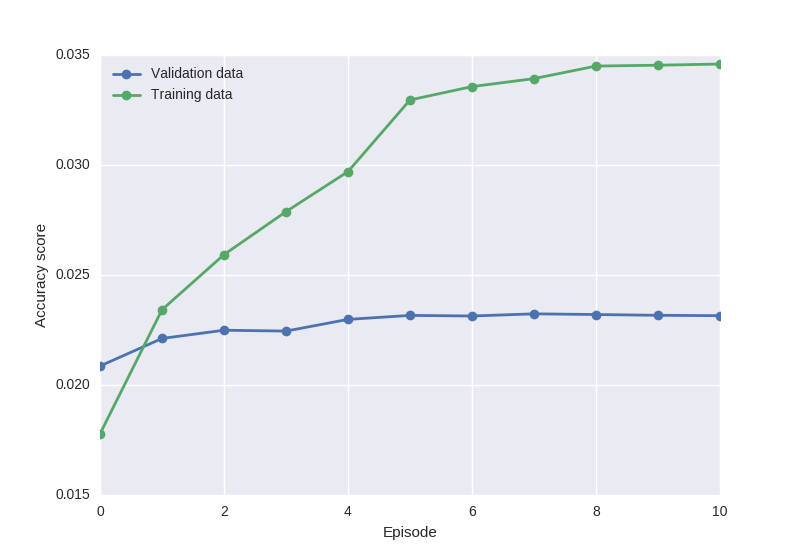 0.035
0.030
0.025
0.020
0.015
Accuracy score
Validation data
Training data
0 2 4 6 8 10
Episode